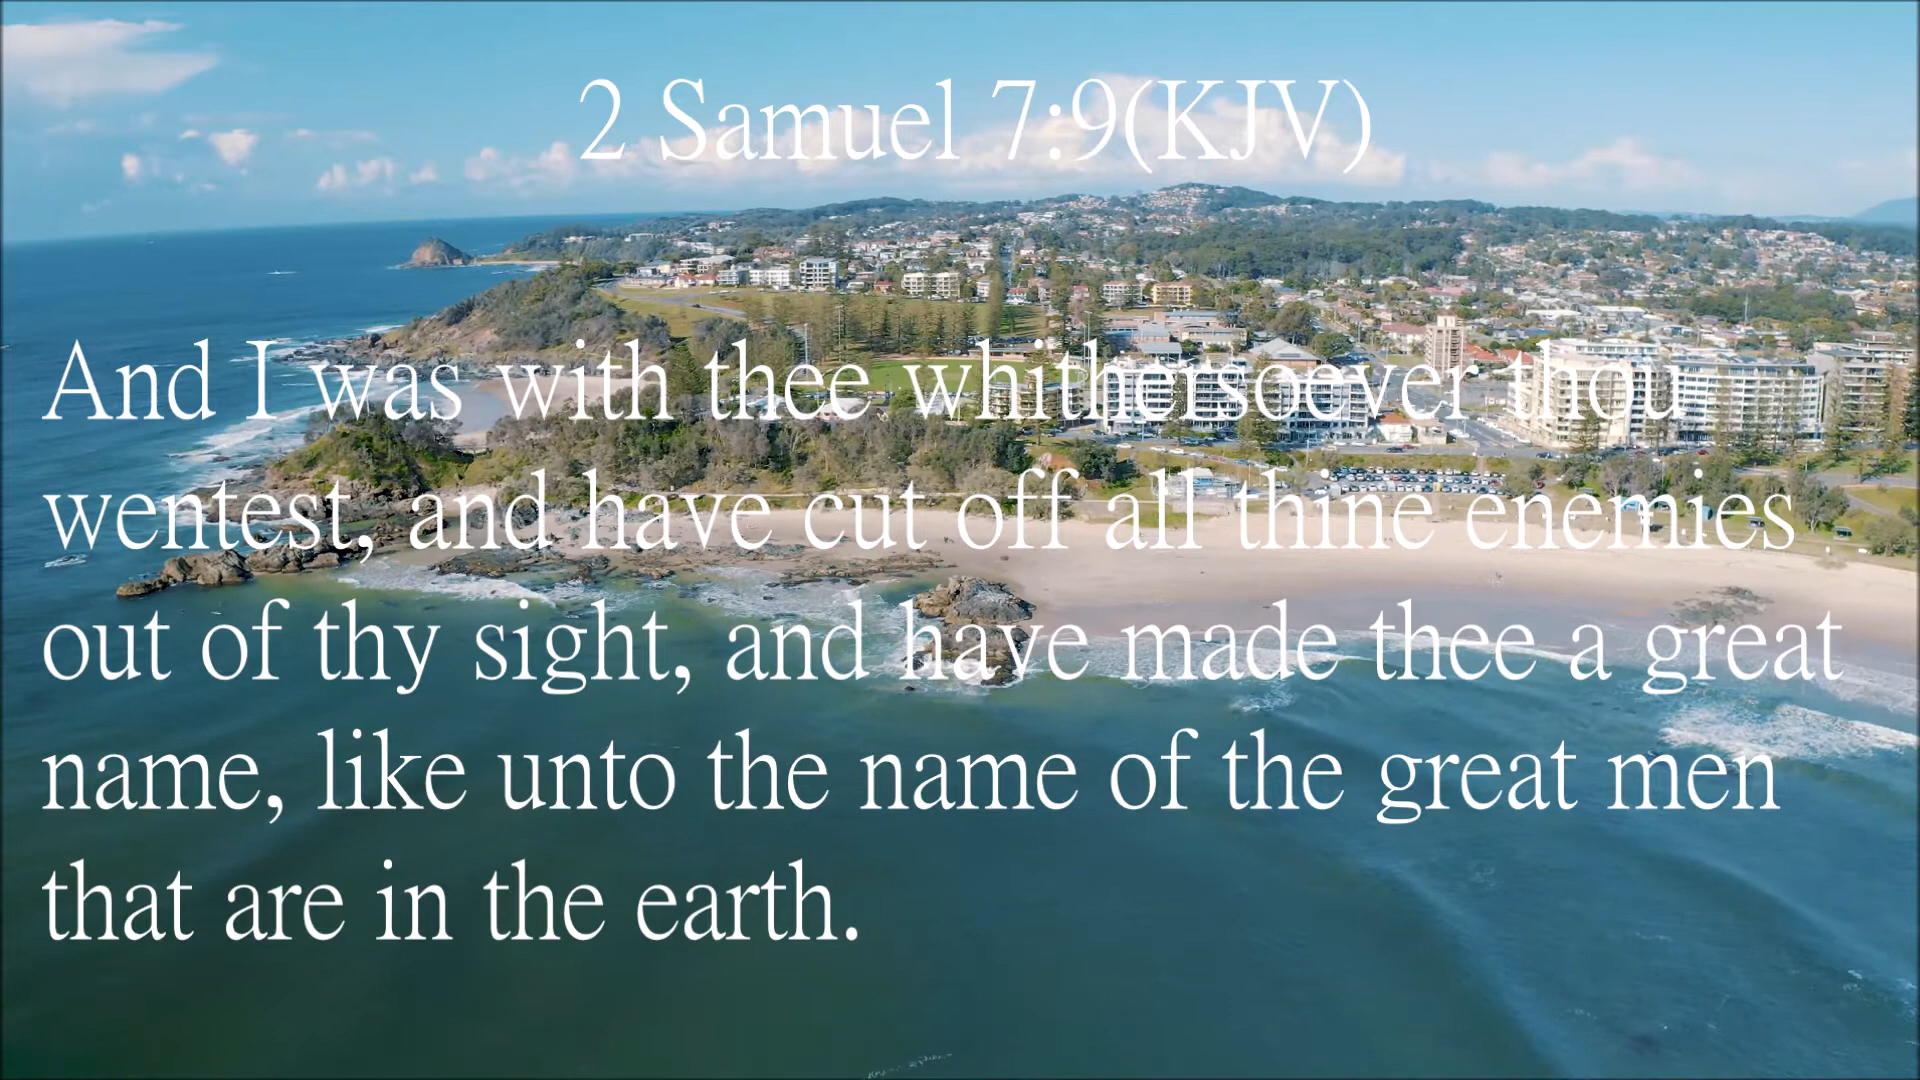 2 Samuel 7:9(KJV)
And I was with thee whithersoever thou
wentest, and have cut off all thine enemies
out of thy sight, and have made thee a great
name, like unto the name of the great men
that are in the earth.